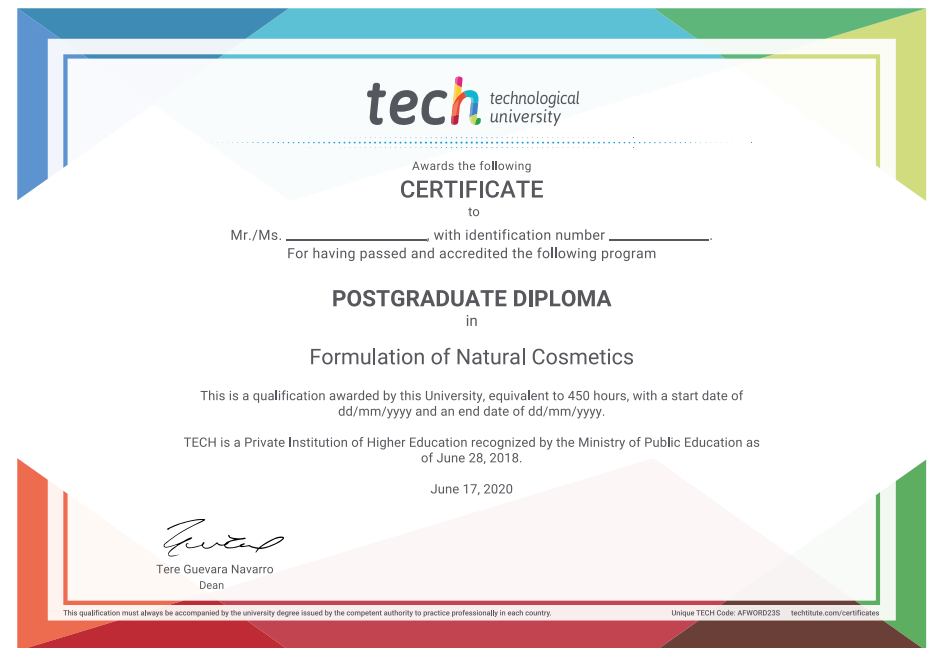 tech technological
university
Awards the following
CERTIFICATE
to
Mr./Ms. ____________________, with identification number ______________.
For having passed and accredited the following program
POSTGRADUATE DIPLOMA
in
Formulation of Natural Cosmetics
This is a qualification awarded by this University, equivalent to 450 hours, with a start date of
dd/mm/yyyy and an end date of dd/mm/yyyy.
TECH is a Private Institution of Higher Education recognized by the Ministry of Public Education as
of June 28, 2018.
June 17, 2020
Tere Guevara Navarro
Dean
This qualification must always be accompanied by the university degree issued by the competent authority to practice professionally in each country.
Unique TECH Code: AFWORD23S techtitute.com/certificates